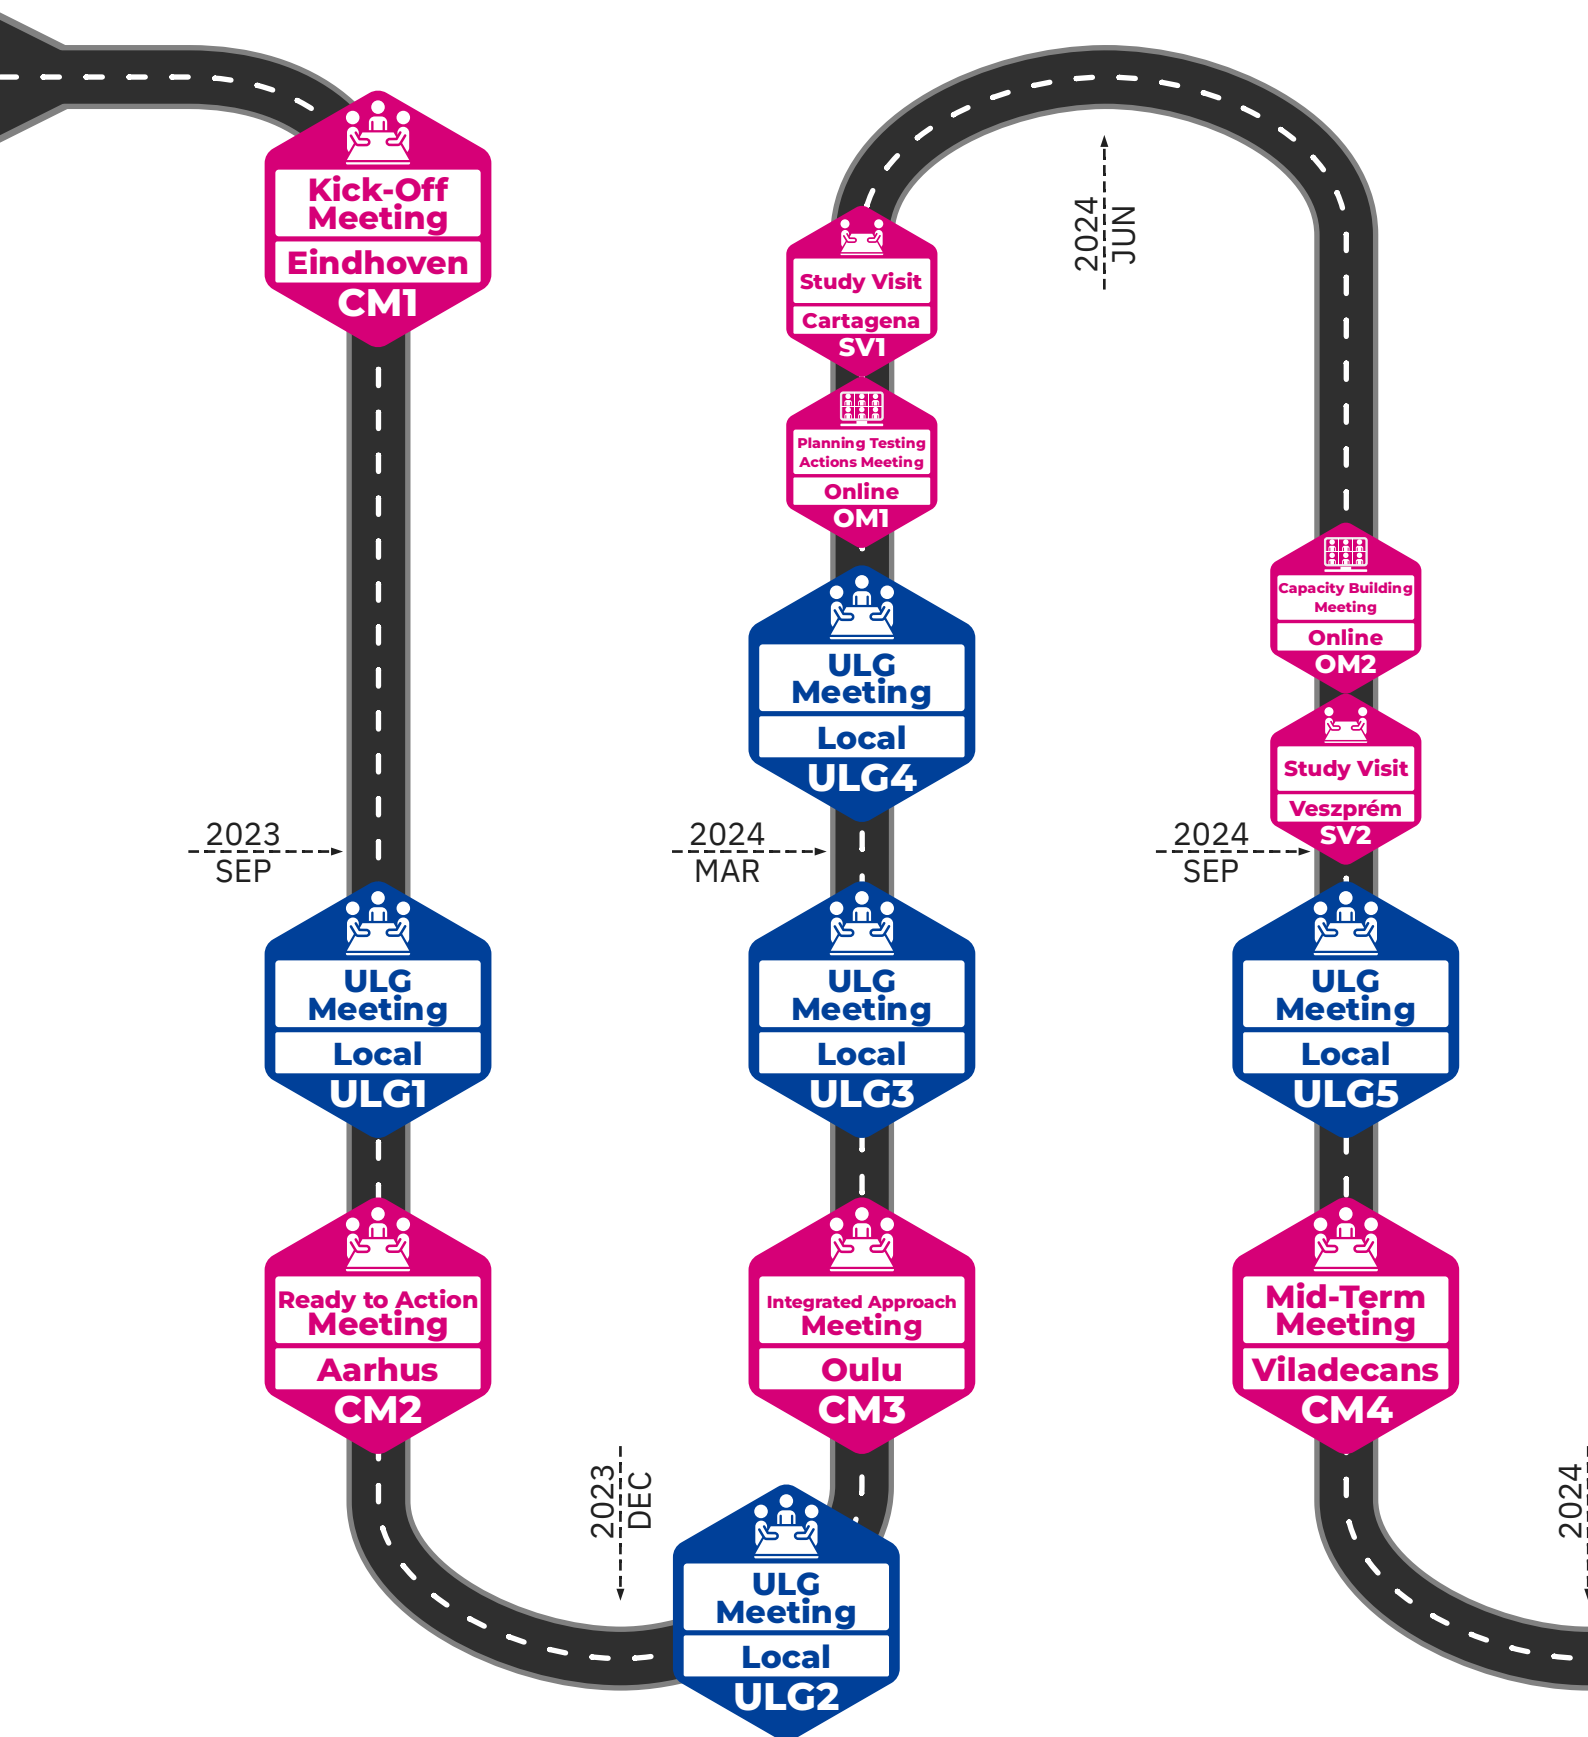 Kick-Off
Meeting
Eindhoven
CM1
2023
SEP
ULG
Meeting
Local
ULG1
Ready to Action
Meeting
Aarhus
CM2
2023
DEC
ULG
Meeting
Local
ULG2
Integrated Approach
Meeting
Oulu
CM3
ULG
Meeting
Local
ULG3
2024
MAR
ULG
Meeting
Local
ULG4
Planning Testing
Actions Meeting
Online
OM1
Study Visit
Cartagena
SV1
2024
JUN
Capacity Building
Meeting
Online
OM2
Study Visit
Veszprém
SV2
2024
SEP
ULG
Meeting
Local
ULG5
Mid-Term
Meeting
Viladecans
CM4
2024